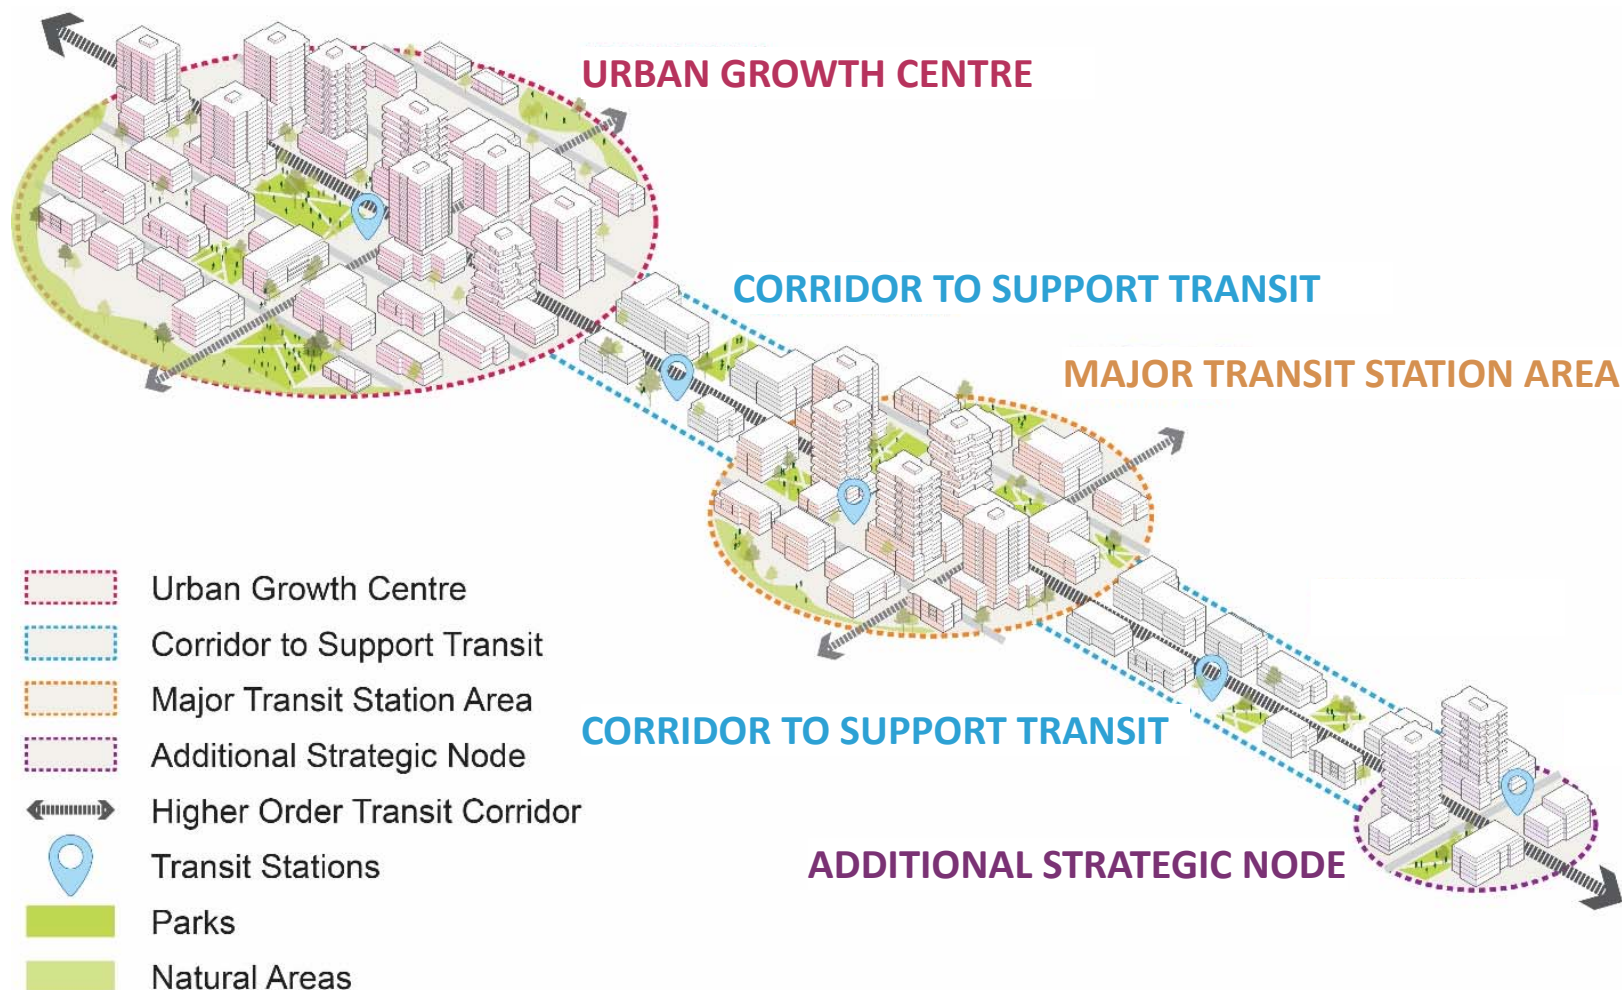 URBAN GROWTH CENTRE
CORRIDOR TO SUPPORT TRANSIT
MAJOR TRANSIT STATION AREA
CORRIDOR TO SUPPORT TRANSIT
ADDITIONAL STRATEGIC NODE
Urban Growth Centre
Corridor to Support Transit
Major Transit Station Area
Additional Strategic Node
Higher Order Transit Corridor
Transit Stations
Parks
Natural Areas